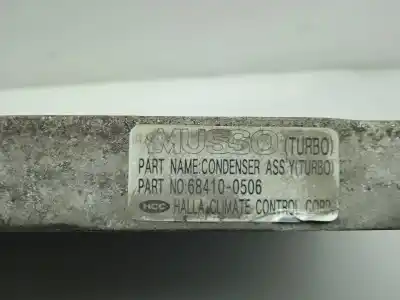 MUSSO (TURBO)
PART NAME:CONDENSER ASS'Y(TURBO)
PART NO:68410-0506
HCC HALLA CLIMATE CONTROL CORP.